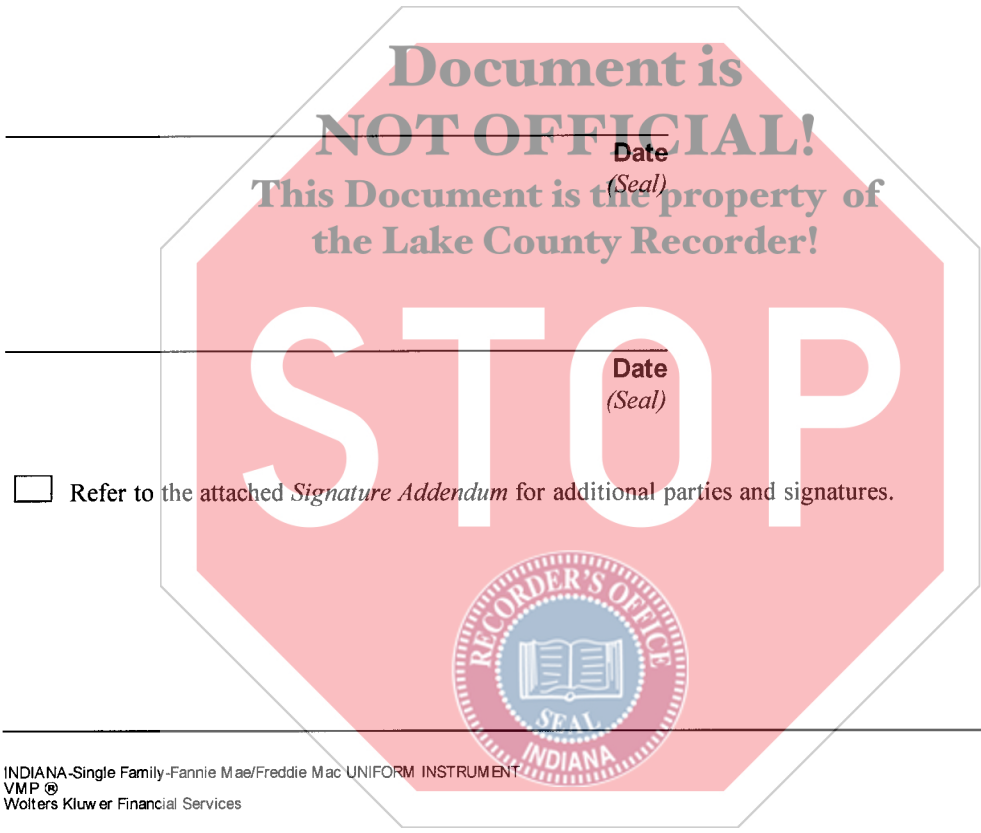 Document is
NOT OFFICIAL!
Date
(Seal)
This Document is the property of
the Lake County Recorder!
STOP
Date
(Seal)
Refer to the attached Signature Addendum for additional parties and signatures.
RECORDER'S OFFICE
SEAL
INDIANA
INDIANA-Single Family-Fannie Mae/Freddie Mac UNIFORM INSTRUMENT
VMP ®
Wolters Kluwer Financial Services